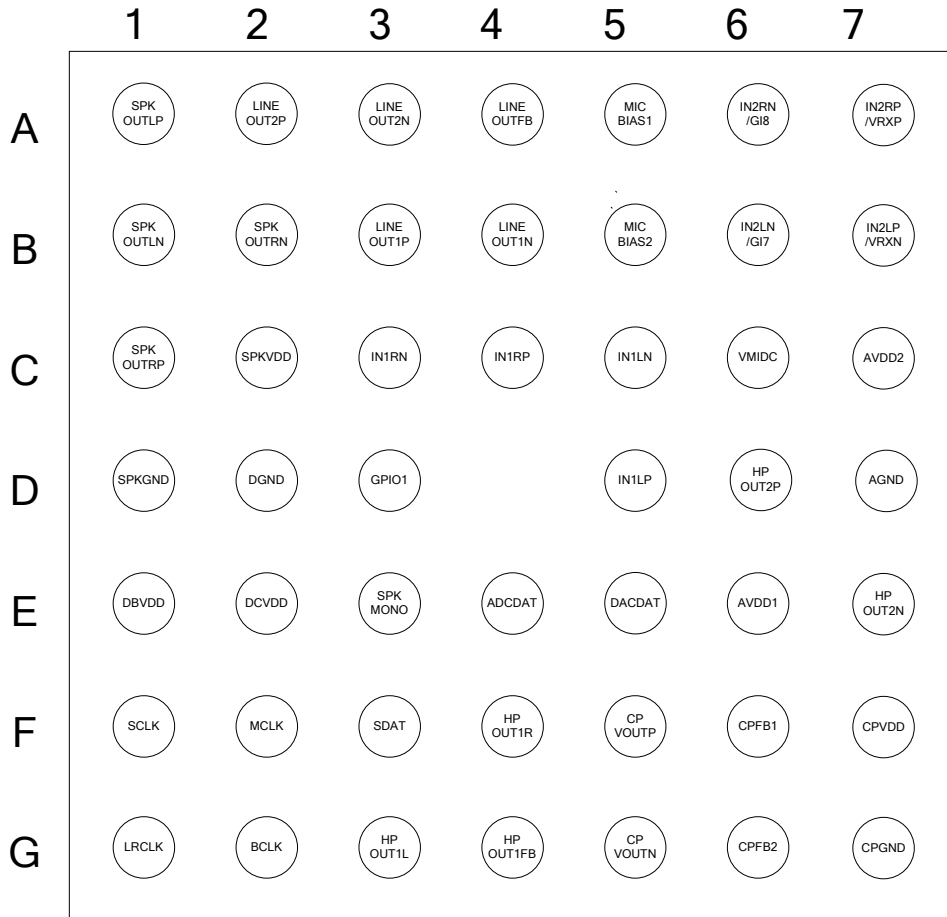 1 2 3 4 5 6 7
A
SPK OUTLP
LINE OUT2P
LINE OUT2N
LINE OUTFB
MIC BIAS1
IN2RN /GI8
IN2RP /VRXP
B
SPK OUTLN
SPK OUTRN
LINE OUT1P
LINE OUT1N
MIC BIAS2
IN2LN /GI7
IN2LP /VRXN
C
SPK OUTRP
SPKVDD
IN1RN
IN1RP
IN1LN
VMIDC
AVDD2
D
SPKGND
DGND
GPIO1
IN1LP
HP OUT2P
AGND
E
DBVDD
DCVDD
SPK MONO
ADCDAT
DACDAT
AVDD1
HP OUT2N
F
SCLK
MCLK
SDAT
HP OUT1R
CP VOUTP
CPFB1
CPVDD
G
LRCLK
BCLK
HP OUT1L
HP OUT1FB
CP VOUTN
CPFB2
CPGND